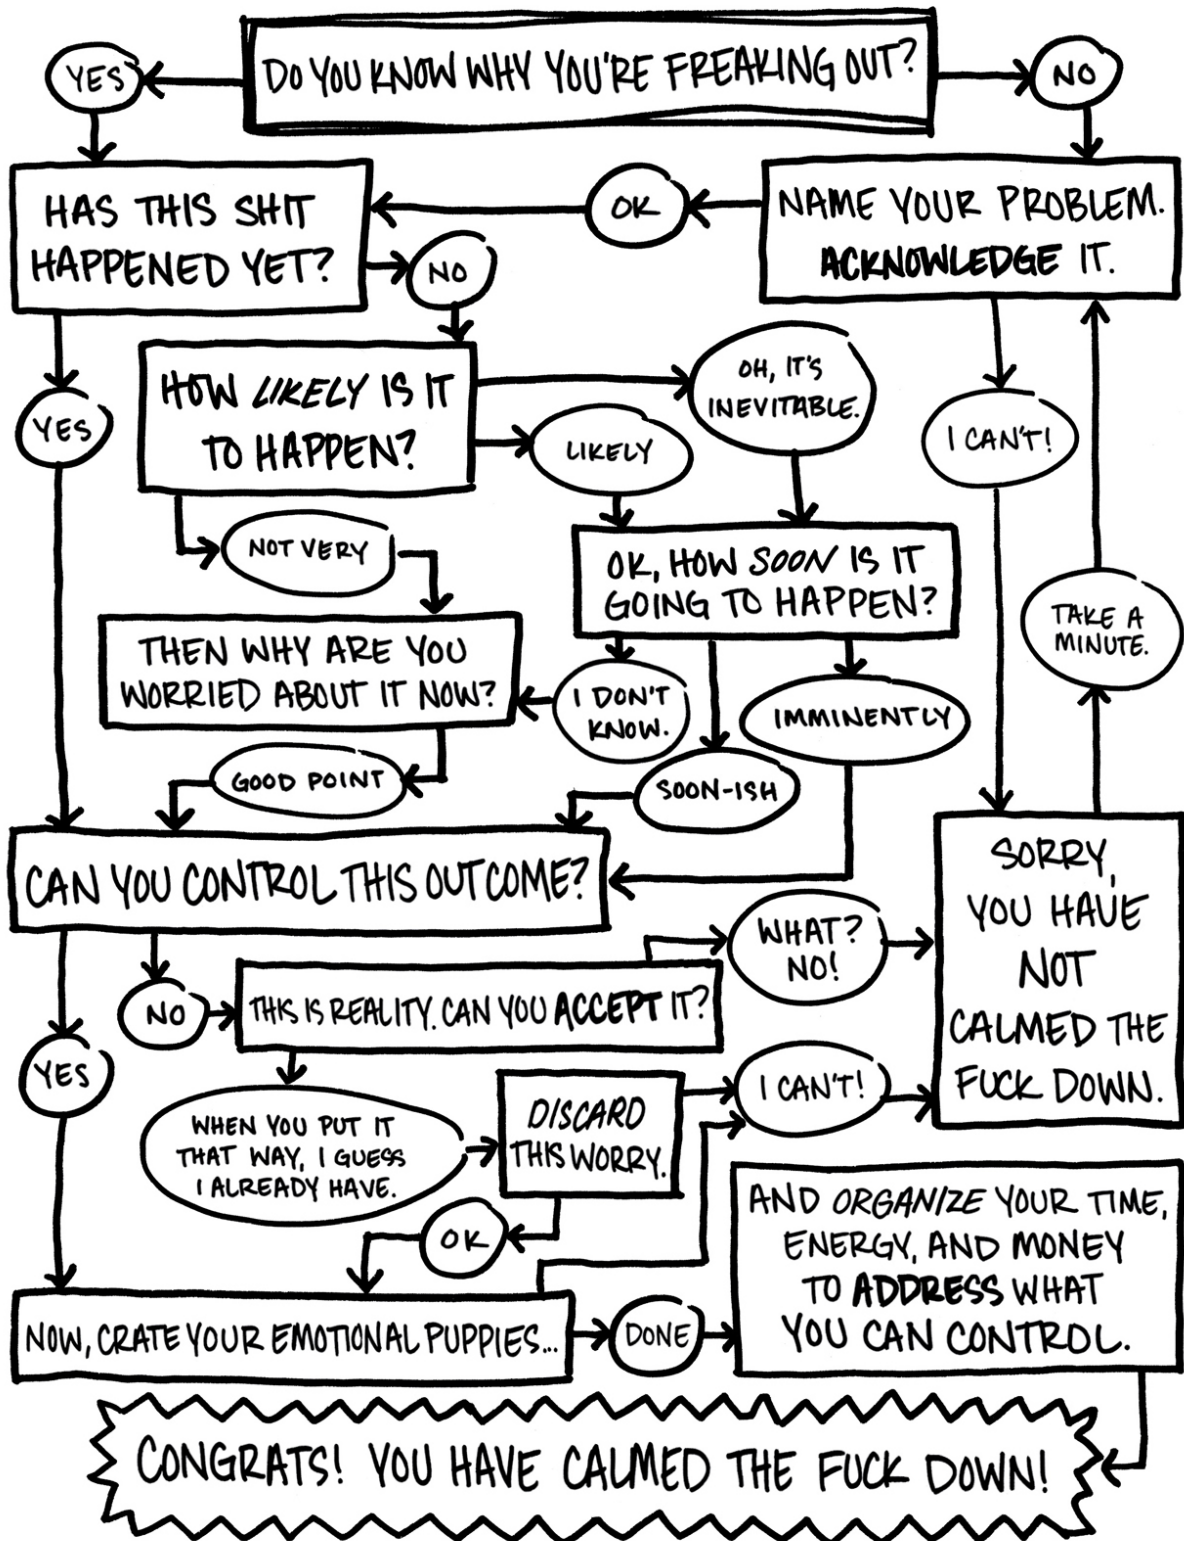 DO YOU KNOW WHY YOU'RE FREAKING OUT?
YES
NO
HAS THIS SHIT
HAPPENED YET?
OK
NAME YOUR PROBLEM.
ACKNOWLEDGE IT.
NO
YES
HOW LIKELY IS IT
TO HAPPEN?
OH, IT'S
INEVITABLE.
LIKELY
I CAN'T!
NOT VERY
OK, HOW SOON IS IT
GOING TO HAPPEN?
TAKE A
MINUTE.
THEN WHY ARE YOU
WORRIED ABOUT IT NOW?
I DON'T
KNOW.
IMMINENTLY
GOOD POINT
SOON-ISH
CAN YOU CONTROL THIS OUTCOME?
SORRY,
YOU HAVE
NOT
CALMED THE
FUCK DOWN.
WHAT?
NO!
NO
THIS IS REALITY. CAN YOU ACCEPT IT?
YES
I CAN'T!
WHEN YOU PUT IT
THAT WAY, I GUESS
I ALREADY HAVE.
DISCARD
THIS WORRY.
OK
AND ORGANIZE YOUR TIME,
ENERGY, AND MONEY
TO ADDRESS WHAT
YOU CAN CONTROL.
NOW, CRATE YOUR EMOTIONAL PUPPIES...
DONE
CONGRATS! YOU HAVE CALMED THE FUCK DOWN!